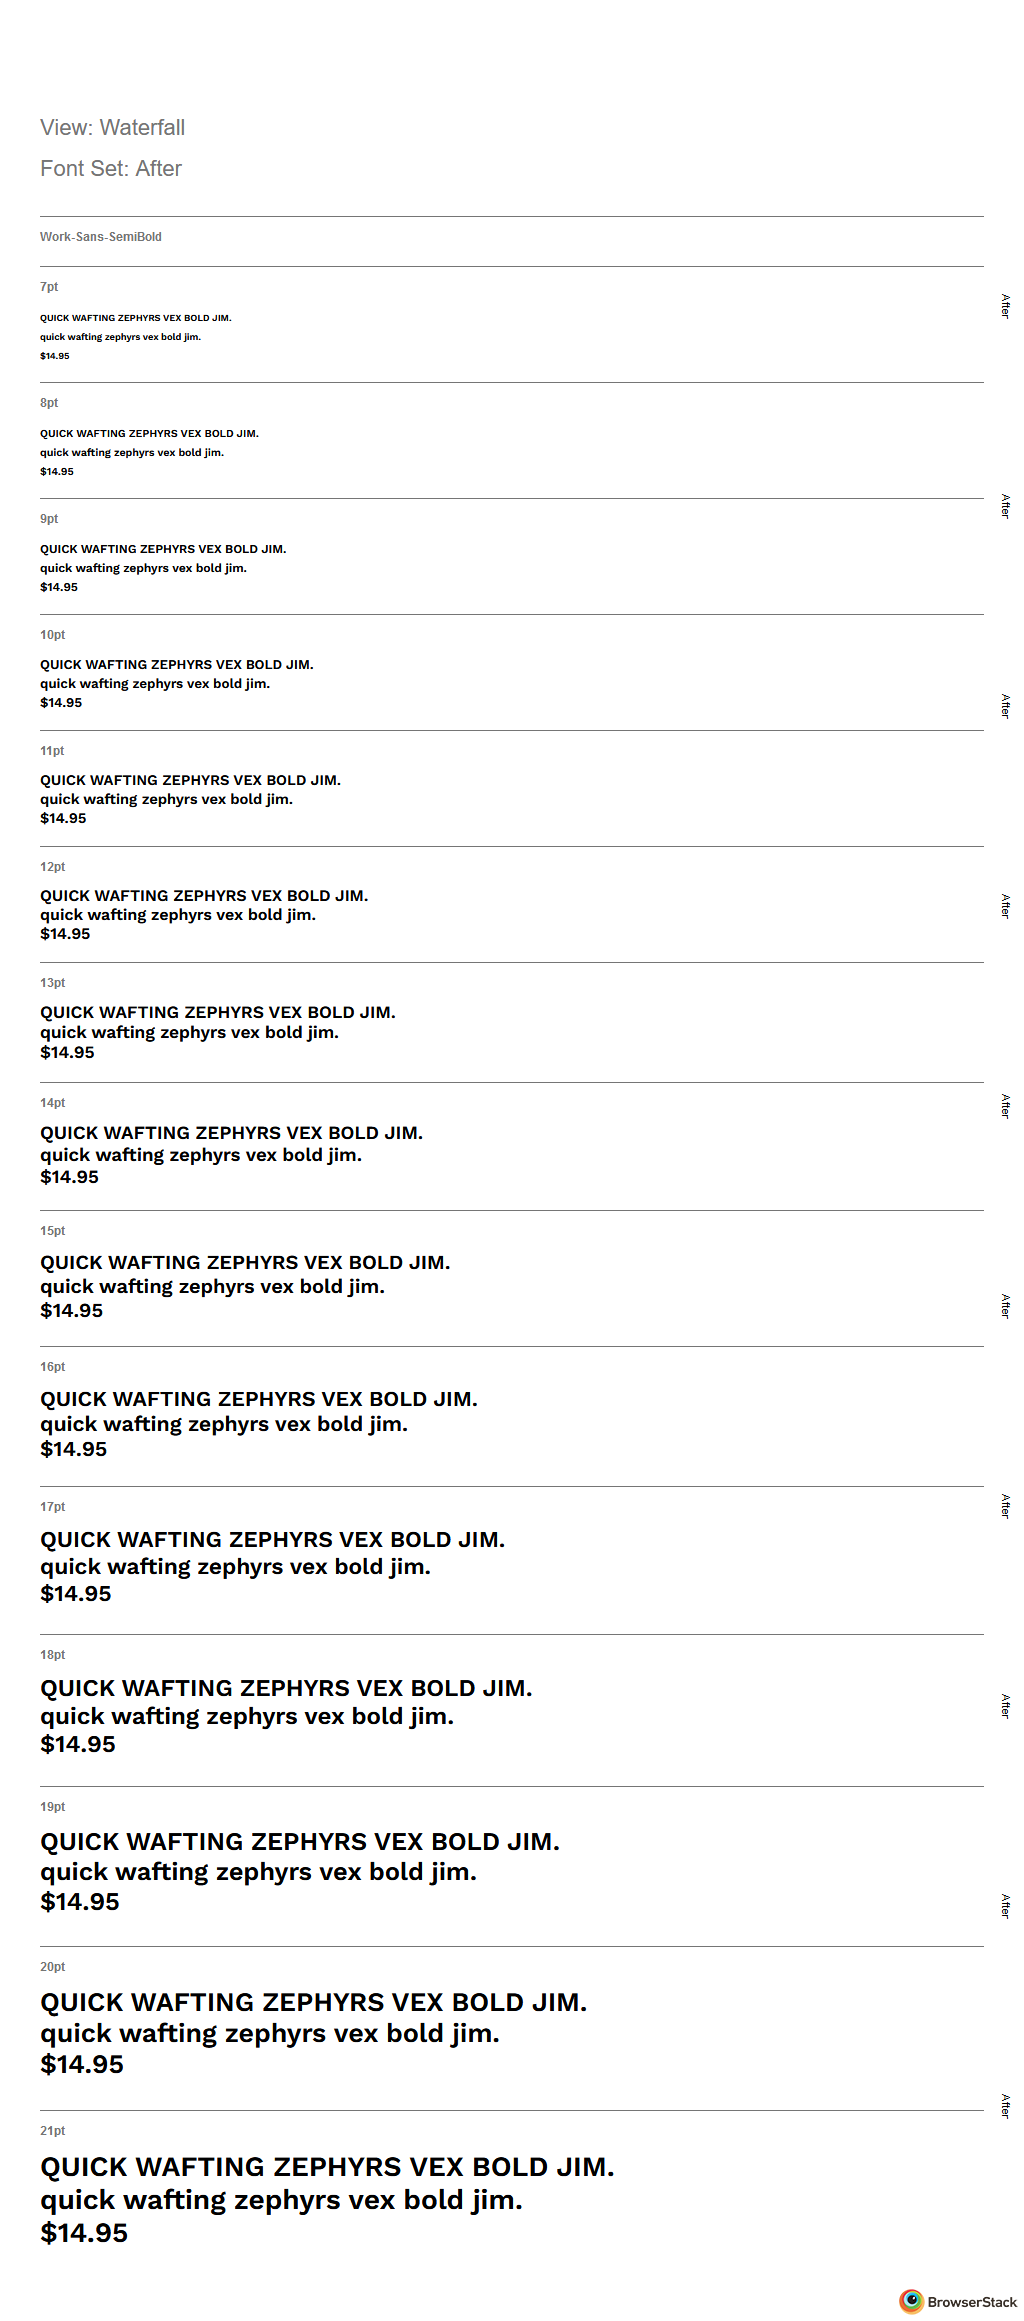 View: Waterfall
Font Set: After
Work-Sans-SemiBold
7pt
After
QUICK WAFTING ZEPHYRS VEX BOLD JIM.
quick wafting zephyrs vex bold jim.
$14.95
8pt
QUICK WAFTING ZEPHYRS VEX BOLD JIM.
quick wafting zephyrs vex bold jim.
$14.95
After
9pt
QUICK WAFTING ZEPHYRS VEX BOLD JIM.
quick wafting zephyrs vex bold jim.
$14.95
10pt
QUICK WAFTING ZEPHYRS VEX BOLD JIM.
quick wafting zephyrs vex bold jim.
$14.95
After
11pt
QUICK WAFTING ZEPHYRS VEX BOLD JIM.
quick wafting zephyrs vex bold jim.
$14.95
12pt
QUICK WAFTING ZEPHYRS VEX BOLD JIM.
After
quick wafting zephyrs vex bold jim.
$14.95
13pt
QUICK WAFTING ZEPHYRS VEX BOLD JIM.
quick wafting zephyrs vex bold jim.
$14.95
14pt
After
QUICK WAFTING ZEPHYRS VEX BOLD JIM.
quick wafting zephyrs vex bold jim.
$14.95
15pt
QUICK WAFTING ZEPHYRS VEX BOLD JIM.
quick wafting zephyrs vex bold jim.
After
$14.95
16pt
QUICK WAFTING ZEPHYRS VEX BOLD JIM.
quick wafting zephyrs vex bold jim.
$14.95
17pt
After
QUICK WAFTING ZEPHYRS VEX BOLD JIM.
quick wafting zephyrs vex bold jim.
$14.95
18pt
QUICK WAFTING ZEPHYRS VEX BOLD JIM.
After
quick wafting zephyrs vex bold jim.
$14.95
19pt
QUICK WAFTING ZEPHYRS VEX BOLD JIM.
quick wafting zephyrs vex bold jim.
$14.95
After
20pt
QUICK WAFTING ZEPHYRS VEX BOLD JIM.
quick wafting zephyrs vex bold jim.
$14.95
After
21pt
QUICK WAFTING ZEPHYRS VEX BOLD JIM.
quick wafting zephyrs vex bold jim.
$14.95
BrowserStack